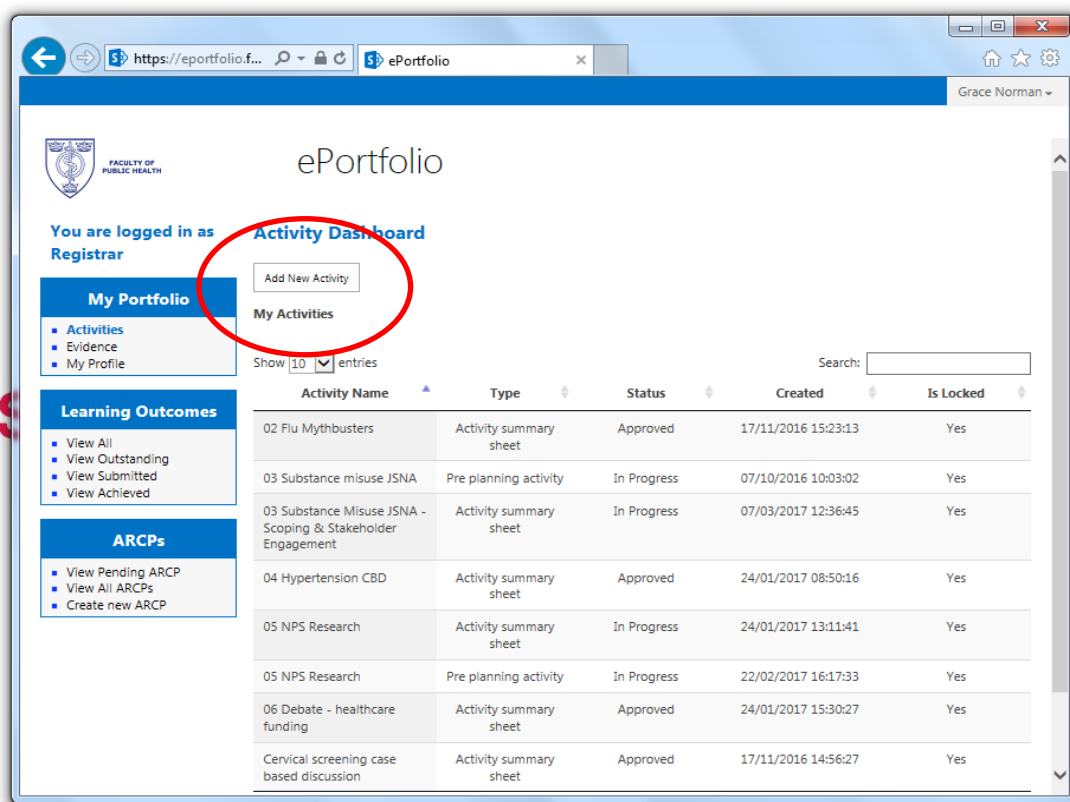 https://eportfolio.f...
ePortfolio
Grace Norman
FACULTY OF
PUBLIC HEALTH
ePortfolio
You are logged in as
Registrar
My Portfolio
Activities
Evidence
My Profile
Learning Outcomes
View All
View Outstanding
View Submitted
View Achieved
ARCPs
View Pending ARCP
View All ARCPs
Create new ARCP
Activity Dashboard
Add New Activity
My Activities
Show 10 entries Search:
Activity Name Type Status Created Is Locked
02 Flu Mythbusters Activity summary Approved 17/11/2016 15:23:13 Yes
sheet
03 Substance misuse JSNA Pre planning activity In Progress 07/10/2016 10:03:02 Yes
03 Substance Misuse JSNA - Activity summary In Progress 07/03/2017 12:36:45 Yes
Scoping & Stakeholder sheet
Engagement
04 Hypertension CBD Activity summary Approved 24/01/2017 08:50:16 Yes
sheet
05 NPS Research Activity summary In Progress 24/01/2017 13:11:41 Yes
sheet
05 NPS Research Pre planning activity In Progress 22/02/2017 16:17:33 Yes
06 Debate - healthcare Activity summary Approved 24/01/2017 15:30:27 Yes
funding sheet
Cervical screening case Activity summary Approved 17/11/2016 14:56:27 Yes
based discussion sheet